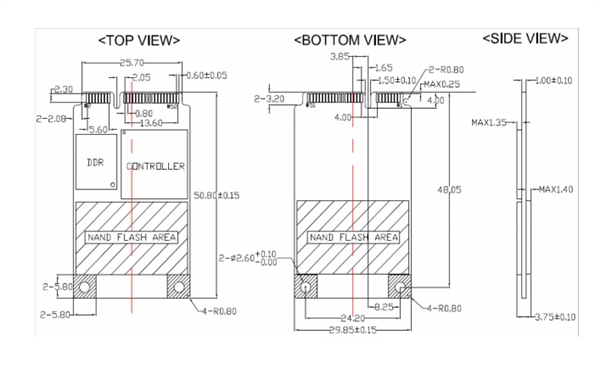 <TOP VIEW>
<BOTTOM VIEW>
<SIDE VIEW>
25.70
2.05
0.60±0.05
2.30
2-2.08
5.60
0.80
13.60
DDR
CONTROLLER
50.80±0.15
NAND FLASH AREA
2-5.80
2-5.80
4-R0.80
3.85
1.65
1.50±0.10
2-R0.80
MAX0.25
2-3.20
4.00
4.00
48.05
NAND FLASH AREA
2-ø2.60+0.10
-0.00
8.25
24.20
29.85±0.15
4-R0.80
1.00±0.10
MAX1.35
MAX1.40
3.75±0.10